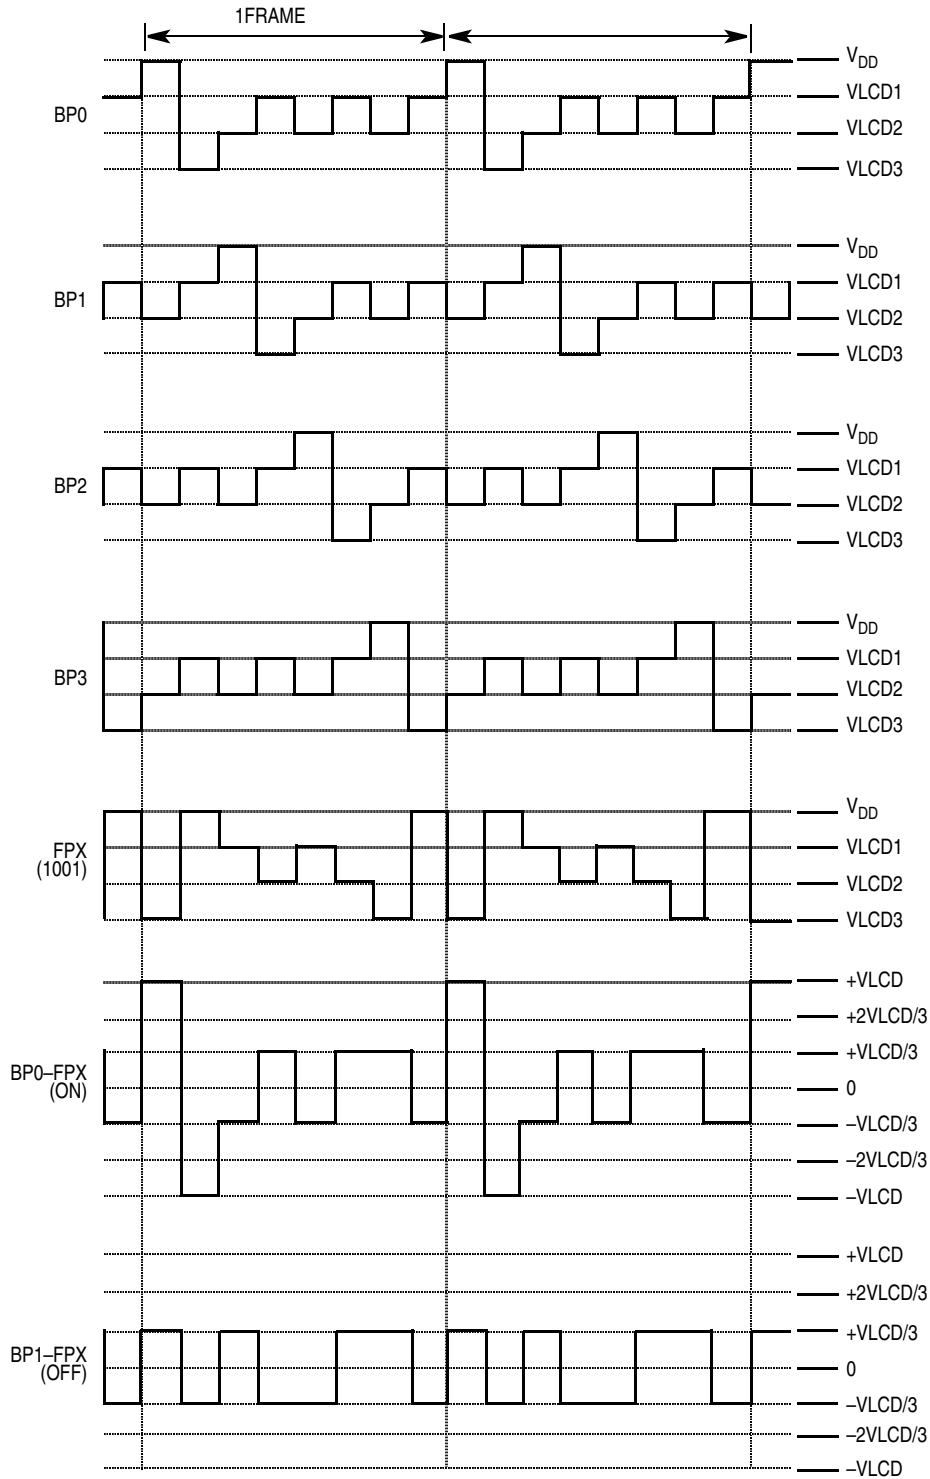 1FRAME
BP0
V_DD
VLCD1
VLCD2
VLCD3
BP1
V_DD
VLCD1
VLCD2
VLCD3
BP2
V_DD
VLCD1
VLCD2
VLCD3
BP3
V_DD
VLCD1
VLCD2
VLCD3
FPX
(1001)
V_DD
VLCD1
VLCD2
VLCD3
BP0–FPX
(ON)
+VLCD
+2VLCD/3
+VLCD/3
0
–VLCD/3
–2VLCD/3
–VLCD
BP1–FPX
(OFF)
+VLCD
+2VLCD/3
+VLCD/3
0
–VLCD/3
–2VLCD/3
–VLCD